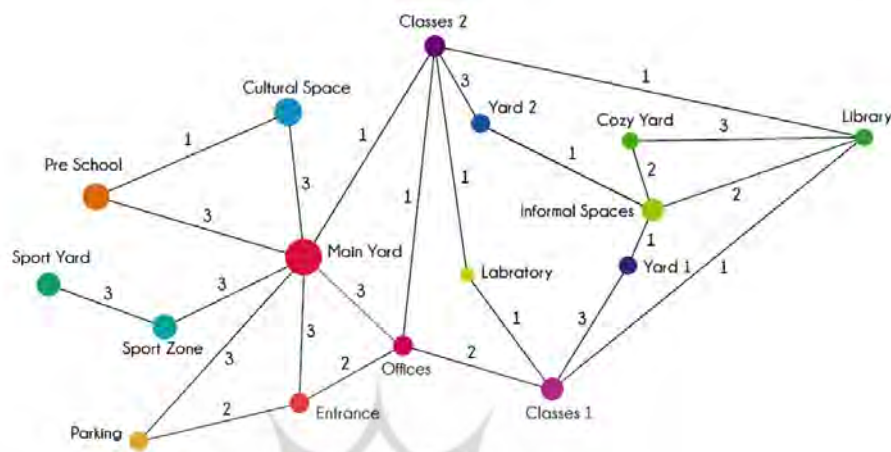 Classes 2
3
1
Cultural Space
Yard 2
Cozy Yard
Library
1
1
3
Pre School
1
3
1
2
2
1
3
Informal Spaces
Sport Yard
Main Yard
1
3
3
3
Labratory
Yard 1
1
Sport Zone
3
3
1
3
2
2
Offices
2
Entrance
Classes 1
Parking